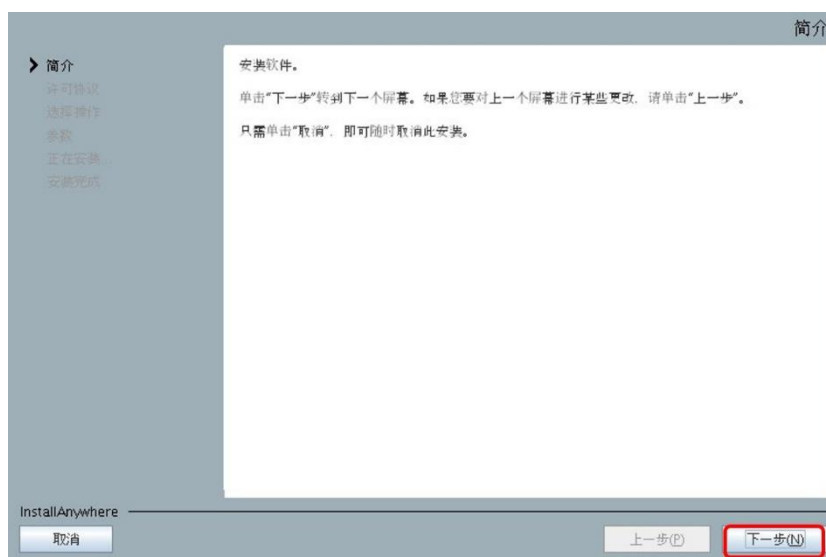 简介
简介
许可协议
选择操作
参数
正在安装...
安装完成
安装软件。
单击“下一步”转到下一个屏幕。如果您要对上一个屏幕进行某些更改，请单击“上一步”。
只需单击“取消”，即可随时取消此安装。
InstallAnywhere
取消
上一步(P)
下一步(N)